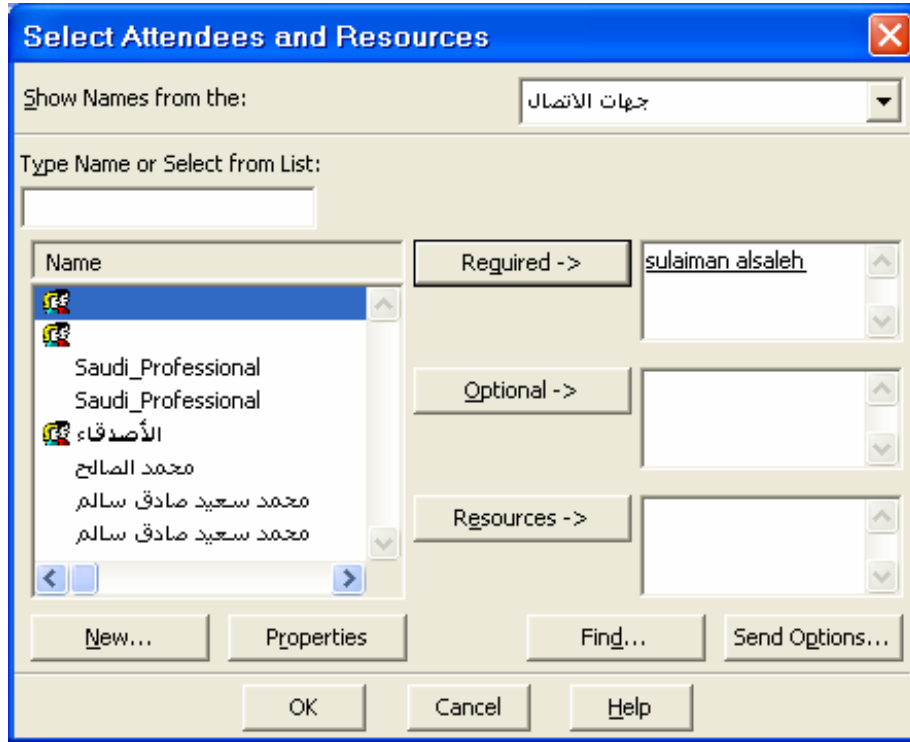 Select Attendees and Resources
Show Names from the:
جهات الاتصال
Type Name or Select from List:
Name
Saudi_Professional
Saudi_Professional
الأصدقاء
محمد الصالح
محمد سعيد صادق سالم
محمد سعيد صادق سالم
Required ->
sulaiman alsaleh
Optional ->
Resources ->
New...
Properties
Find...
Send Options...
OK
Cancel
Help